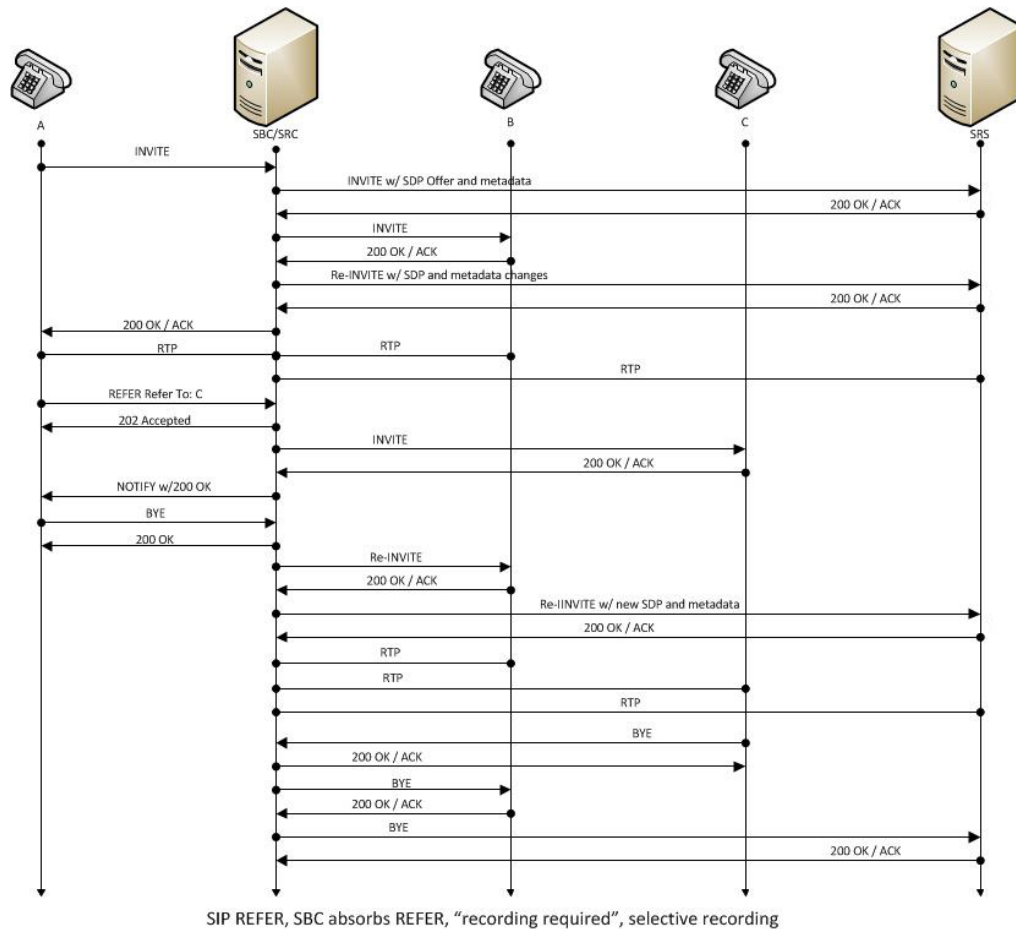 A
SBC/SRC
B
C
SRS
INVITE
INVITE w/ SDP Offer and metadata
200 OK / ACK
INVITE
200 OK / ACK
Re-INVITE w/ SDP and metadata changes
200 OK / ACK
200 OK / ACK
RTP
RTP
RTP
REFER Refer To: C
202 Accepted
INVITE
200 OK / ACK
NOTIFY w/200 OK
BYE
200 OK
Re-INVITE
200 OK / ACK
Re-IINVITE w/ new SDP and metadata
200 OK / ACK
RTP
RTP
RTP
BYE
200 OK / ACK
BYE
200 OK / ACK
BYE
200 OK / ACK
SIP REFER, SBC absorbs REFER, “recording required”, selective recording